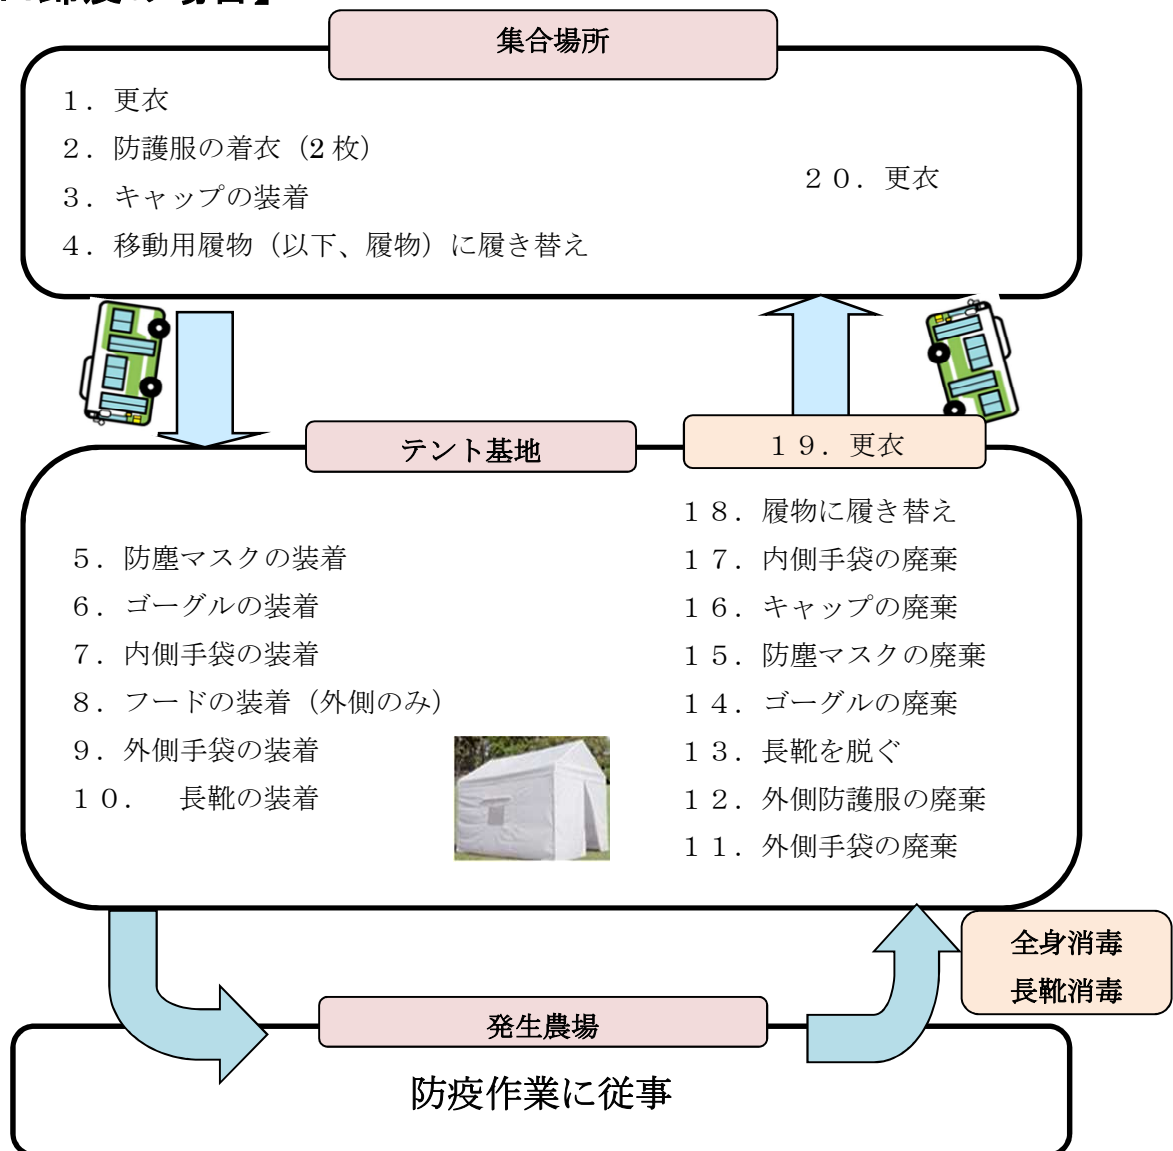 集合場所
１．更衣
２．防護服の着衣（2枚）
３．キャップの装着
４．移動用履物（以下、履物）に履き替え
２０．更衣
テント基地
５．防塵マスクの装着
６．ゴーグルの装着
７．内側手袋の装着
８．フードの装着（外側のみ）
９．外側手袋の装着
１０．　長靴の装着
１９．更衣
１８．履物に履き替え
１７．内側手袋の廃棄
１６．キャップの廃棄
１５．防塵マスクの廃棄
１４．ゴーグルの廃棄
１３．長靴を脱ぐ
１２．外側防護服の廃棄
１１．外側手袋の廃棄
全身消毒
長靴消毒
発生農場
防疫作業に従事